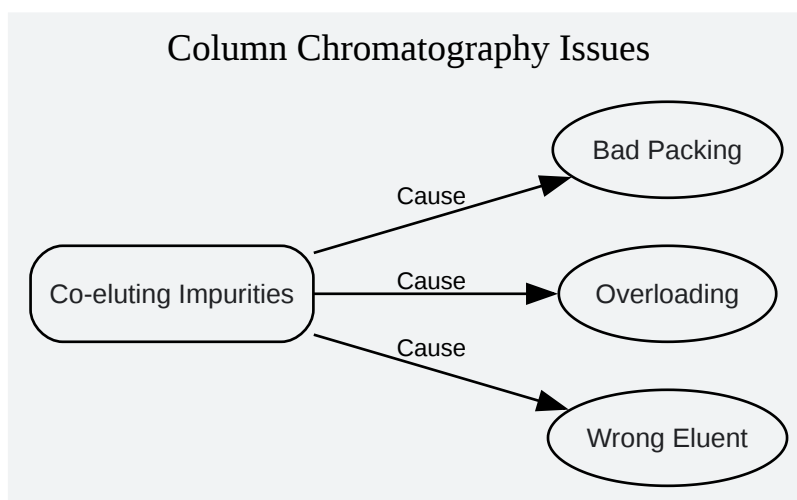 Column Chromatography Issues
Bad Packing
Cause
Co-eluting Impurities
Cause
Overloading
Cause
Wrong Eluent